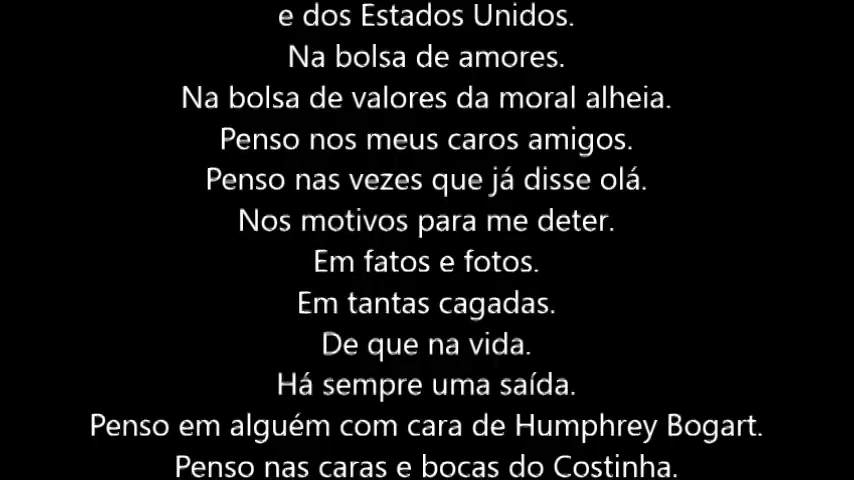 e dos Estados Unidos.
Na bolsa de amores.
Na bolsa de valores da moral alheia.
Penso nos meus caros amigos.
Penso nas vezes que já disse olá.
Nos motivos para me deter.
Em fatos e fotos.
Em tantas cagadas.
De que na vida.
Há sempre uma saída.
Penso em alguém com cara de Humphrey Bogart.
Penso nas caras e bocas do Costinha.